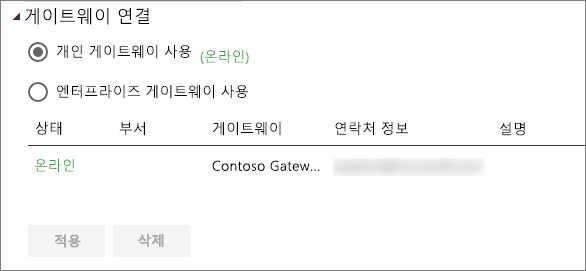 게이트웨이 연결
개인 게이트웨이 사용 (온라인)
엔터프라이즈 게이트웨이 사용
상태 부서 게이트웨이 연락처 정보 설명
온라인 Contoso Gatew...
적용 삭제